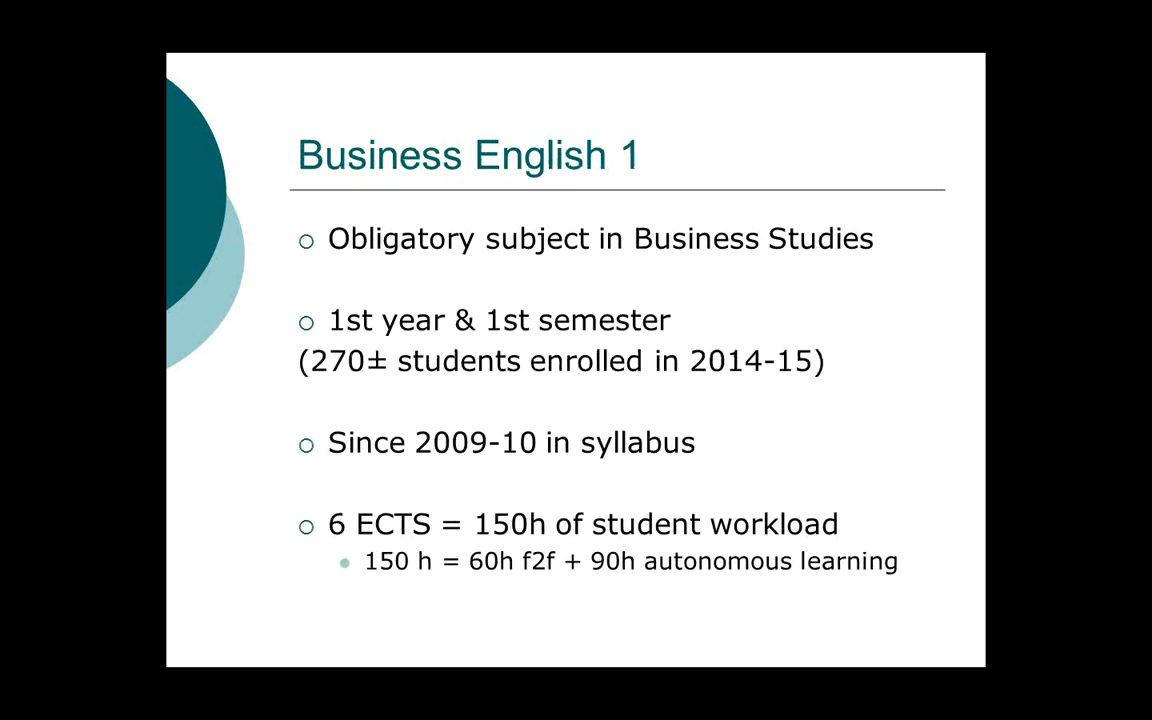 Business English 1
Obligatory subject in Business Studies
1st year & 1st semester
(270± students enrolled in 2014-15)
Since 2009-10 in syllabus
6 ECTS = 150h of student workload
150 h = 60h f2f + 90h autonomous learning